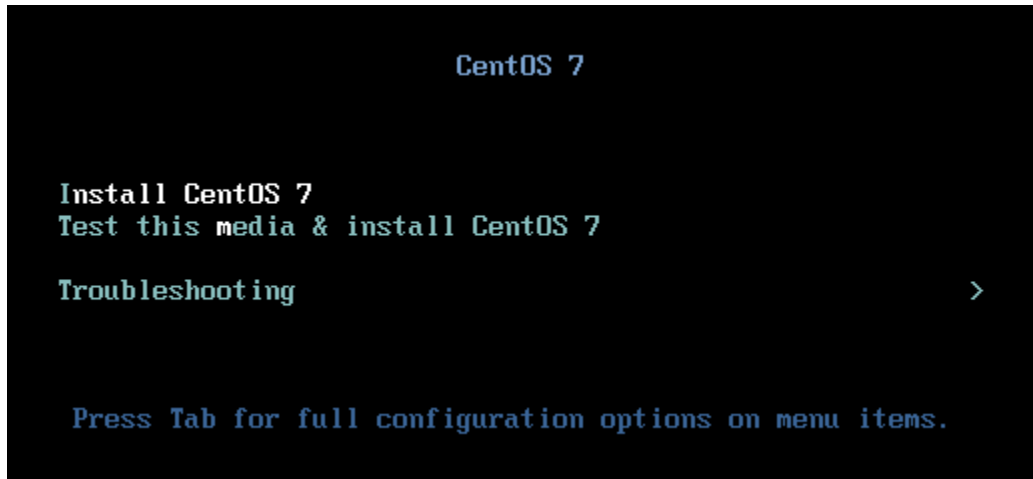 CentOS 7
Install CentOS 7
Test this media & install CentOS 7
Troubleshooting >
Press Tab for full configuration options on menu items.